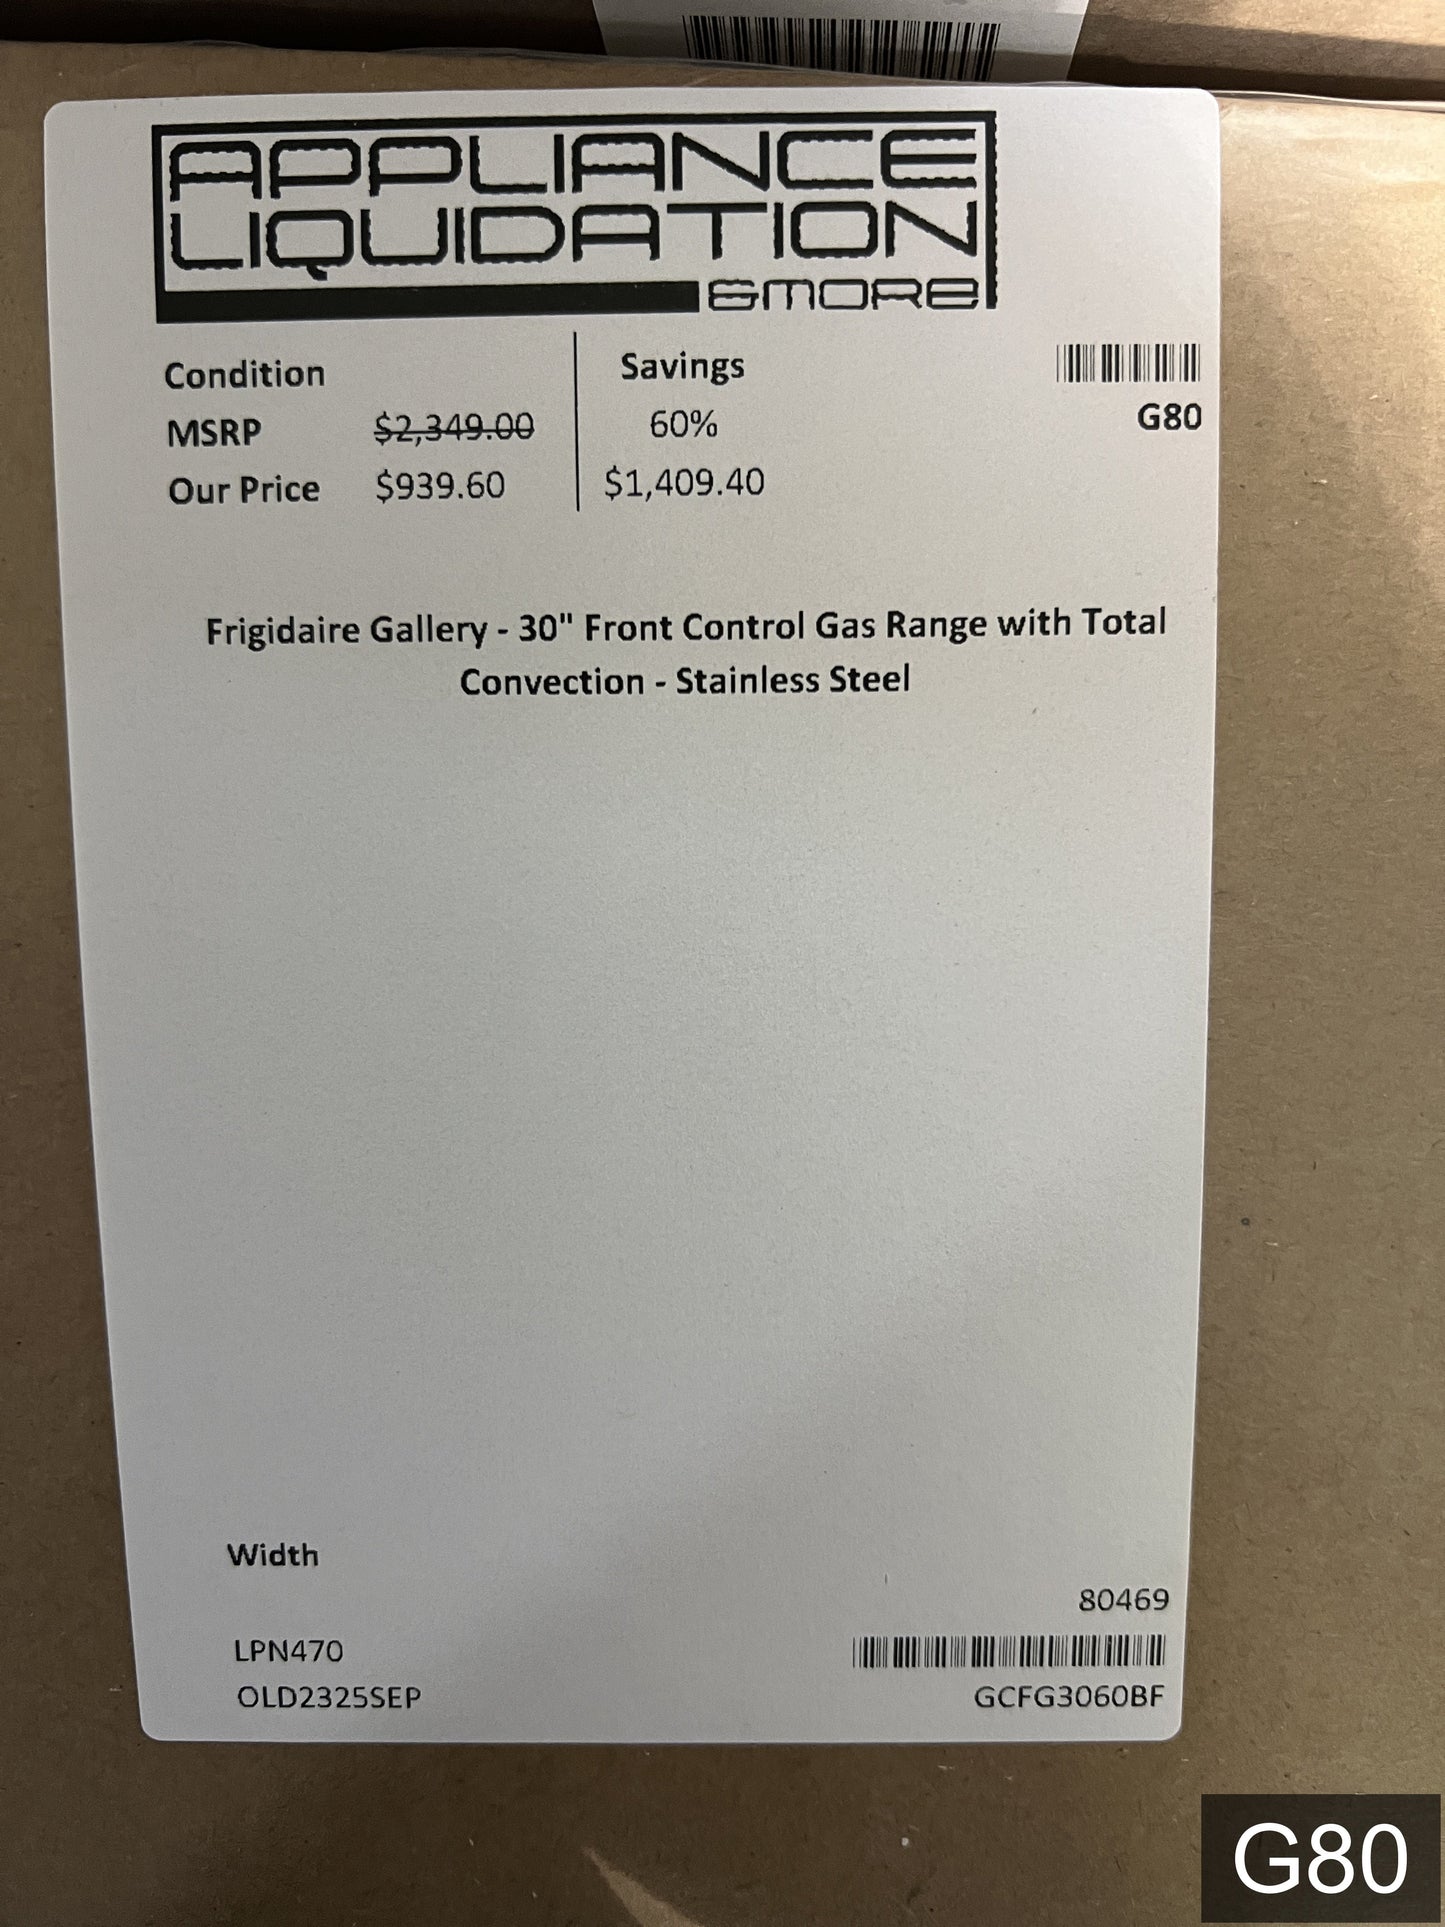 APPLIANCE
LIQUIDATION
&MORE
Condition
MSRP $2,349.00
Our Price $939.60
Savings
60%
$1,409.40
G80
Frigidaire Gallery - 30" Front Control Gas Range with Total
Convection - Stainless Steel
Width
80469
LPN470
OLD2325SEP
GCFG3060BF
G80